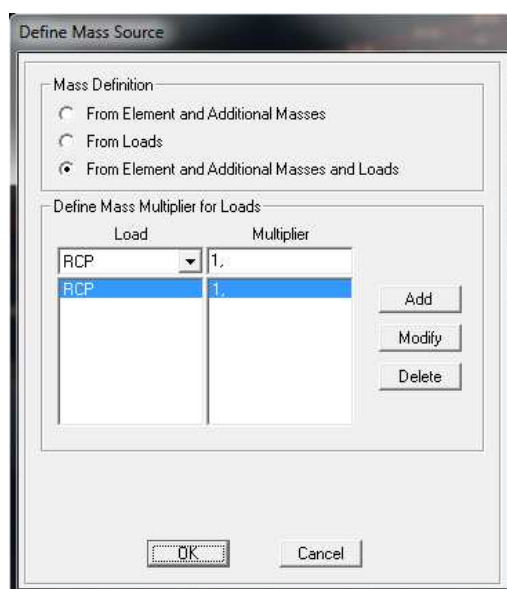 Define Mass Source
Mass Definition
From Element and Additional Masses
From Loads
From Element and Additional Masses and Loads
Define Mass Multiplier for Loads
Load Multiplier
RCP 1,
RCP 1,
Add
Modify
Delete
OK Cancel